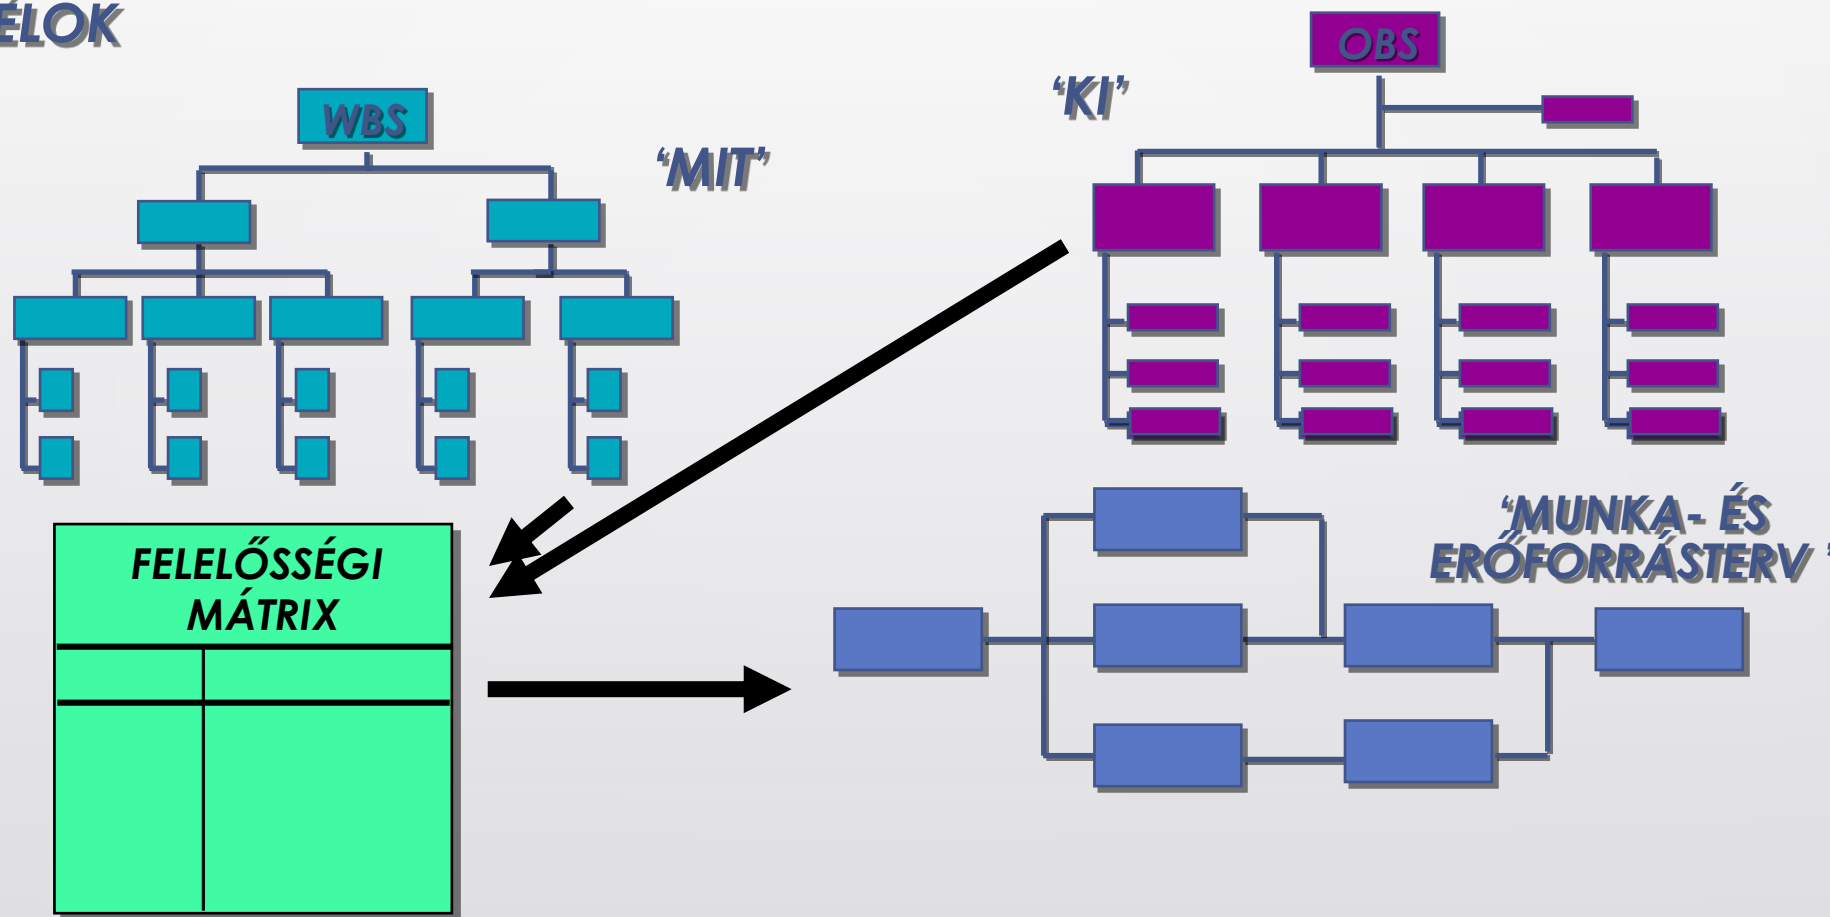 ÉLOK
WBS
'MIT'
'KI'
OBS
FELELŐSSÉGI
MÁTRIX
'MUNKA- ÉS
ERŐFORRÁSTERV '